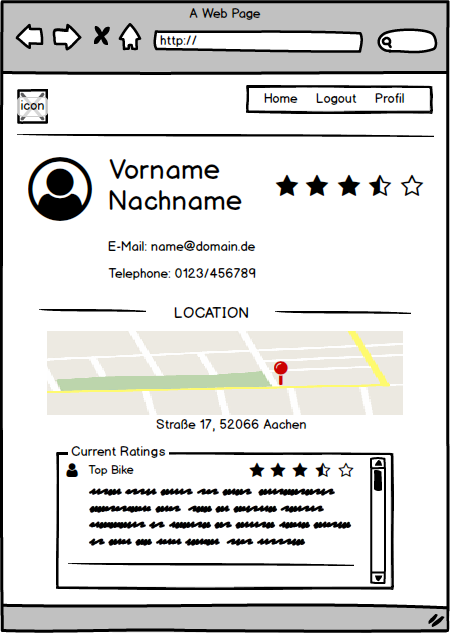 A Web Page
http://
icon
Home Logout Profil
Vorname
Nachname
E-Mail: name@domain.de
Telephone: 0123/456789
LOCATION
Straße 17, 52066 Aachen
Current Ratings
Top Bike